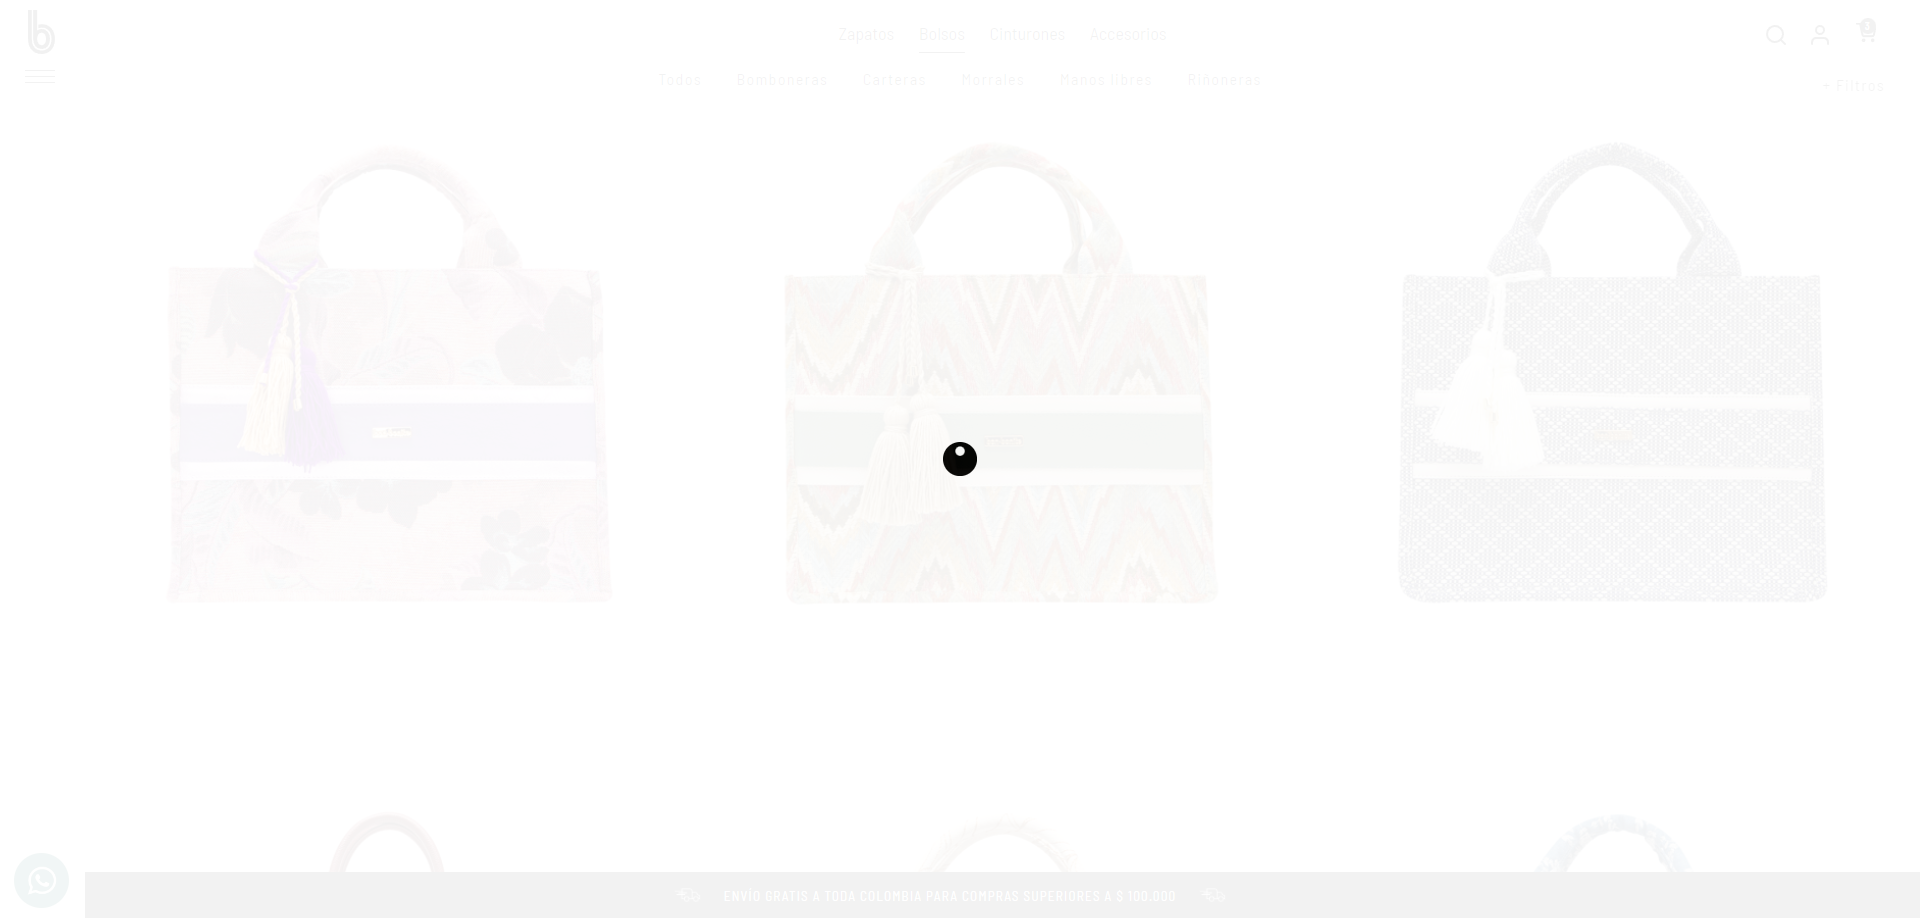 b
Zapatos Bolsos Cinturones Accesorios
Todos Bomboneras Carteras Morrales Manos libres Riñoneras
+ Filtros
ENVÍO GRATIS A TODA COLOMBIA PARA COMPRAS SUPERIORES A $ 100.000